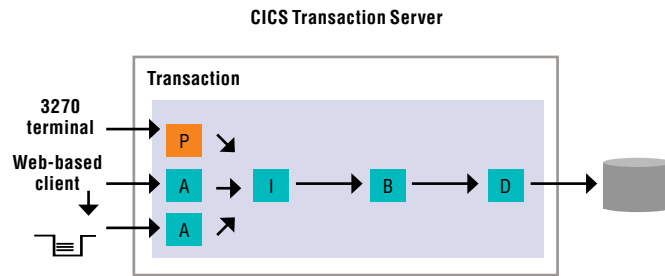 CICS Transaction Server
Transaction
3270
terminal
P
Web-based
client
A
I
B
D
A